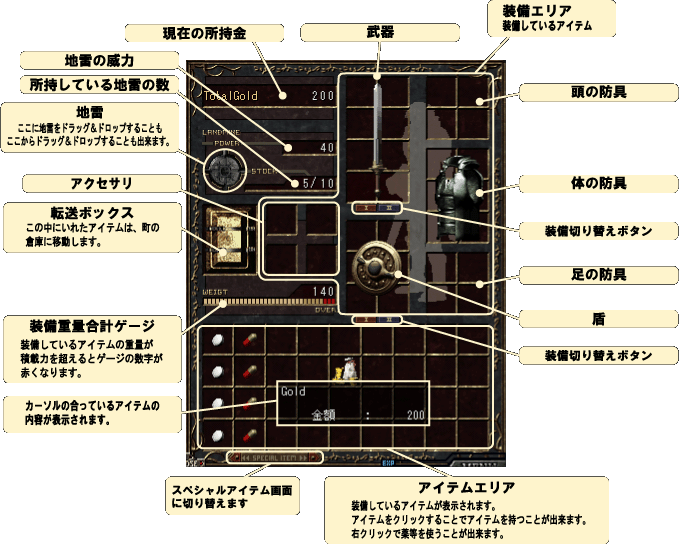 現在の所持金
武器
装備エリア
装備しているアイテム
地雷の威力
所持している地雷の数
地雷
ここに地雷をドラッグ＆ドロップすることも
ここからドラッグ＆ドロップすることも出来ます。
アクセサリ
転送ボックス
この中にいれたアイテムは、町の
倉庫に移動します。
装備重量合計ゲージ
装備しているアイテムの重量が
積載力を超えるとゲージの数字が
赤くなります。
カーソルの合っているアイテムの
内容が表示されます。
TotalGold 200
LANDMINE
POWER
40
STOCK
5/10
WEIGT 140
OVER
Gold
金額 : 200
SPECIAL ITEM
EXP
MENU
頭の防具
体の防具
装備切り替えボタン
足の防具
盾
装備切り替えボタン
スペシャルアイテム画面
に切り替えます
アイテムエリア
装備しているアイテムが表示されます。
アイテムをクリックすることでアイテムを持つことが出来ます。
右クリックで薬等を使うことが出来ます。